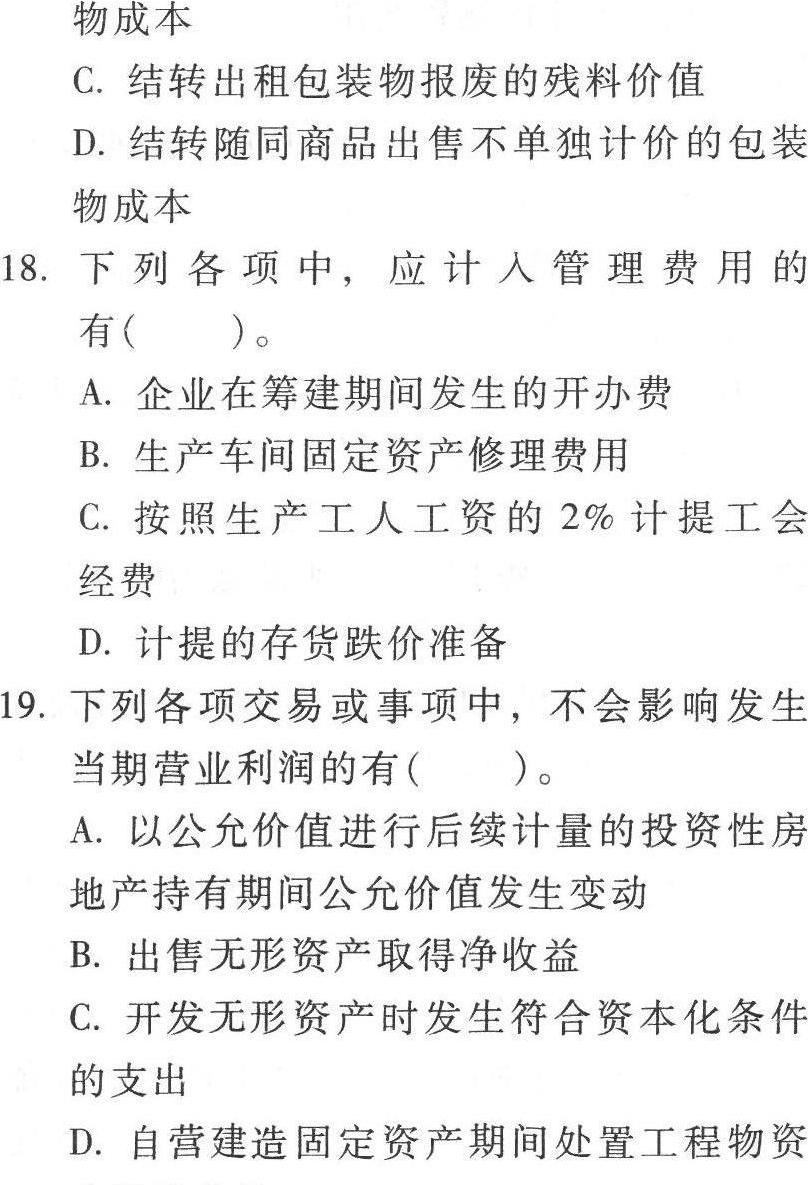 物成本
C. 结转出租包装物报废的残料价值
D. 结转随同商品出售不单独计价的包装
物成本
18. 下列各项中，应计入管理费用的
有(　　)。
A. 企业在筹建期间发生的开办费
B. 生产车间固定资产修理费用
C. 按照生产工人工资的 2% 计提工会
经费
D. 计提的存货跌价准备
19. 下列各项交易或事项中，不会影响发生
当期营业利润的有(　　)。
A. 以公允价值进行后续计量的投资性房
地产持有期间公允价值发生变动
B. 出售无形资产取得净收益
C. 开发无形资产时发生符合资本化条件
的支出
D. 自营建造固定资产期间处置工程物资